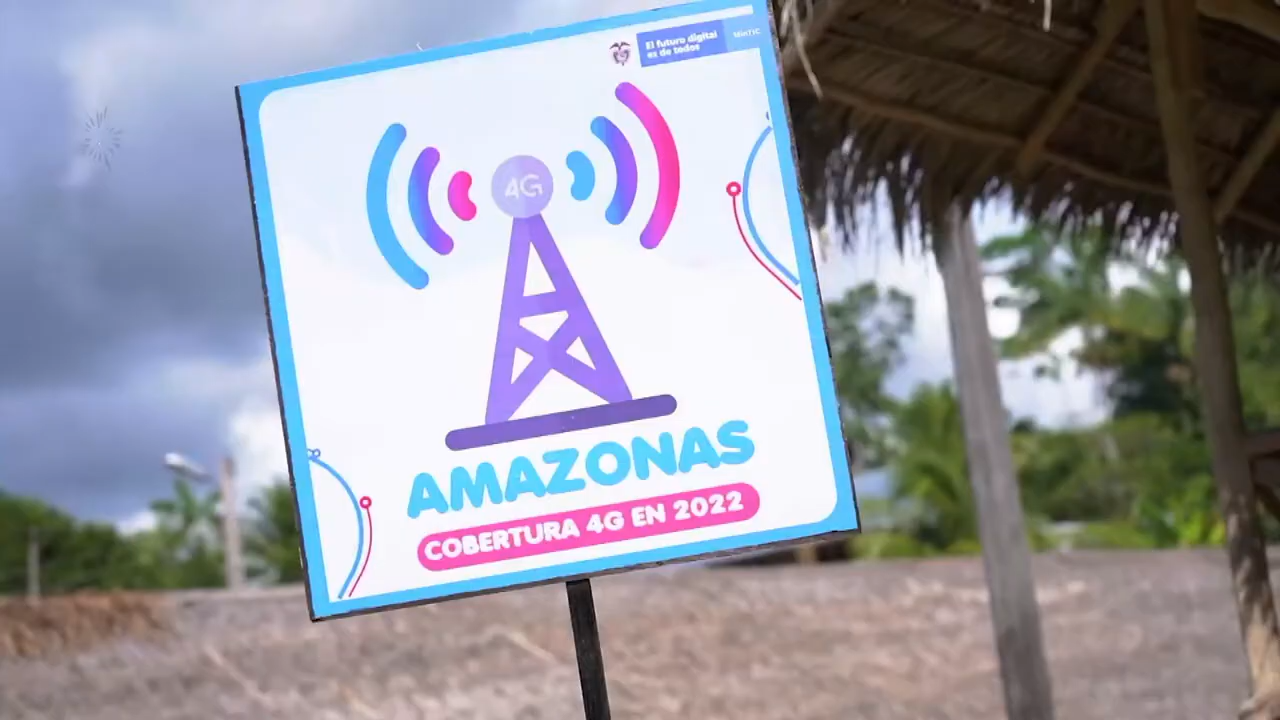 El futuro digital
es de todos
MinTIC
4G
AMAZONAS
COBERTURA 4G EN 2022